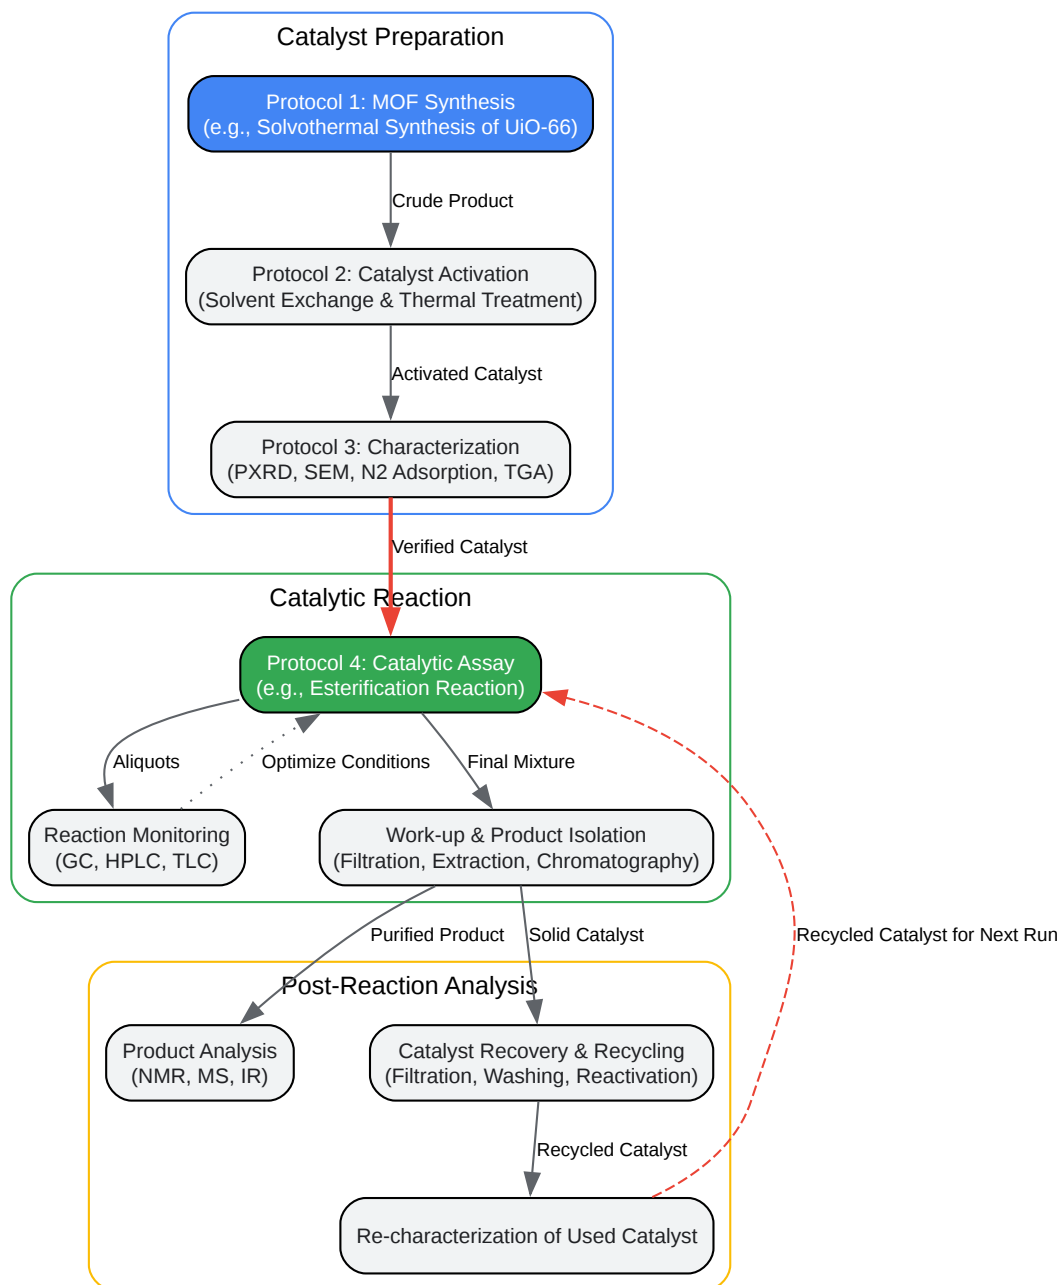 Catalyst Preparation
Protocol 1: MOF Synthesis
(e.g., Solvothermal Synthesis of UiO-66)
Crude Product
Protocol 2: Catalyst Activation
(Solvent Exchange & Thermal Treatment)
Activated Catalyst
Protocol 3: Characterization
(PXRD, SEM, N2 Adsorption, TGA)
Verified Catalyst
Catalytic Reaction
Protocol 4: Catalytic Assay
(e.g., Esterification Reaction)
Aliquots
Optimize Conditions
Final Mixture
Reaction Monitoring
(GC, HPLC, TLC)
Work-up & Product Isolation
(Filtration, Extraction, Chromatography)
Purified Product
Solid Catalyst
Recycled Catalyst for Next Run
Post-Reaction Analysis
Product Analysis
(NMR, MS, IR)
Catalyst Recovery & Recycling
(Filtration, Washing, Reactivation)
Recycled Catalyst
Re-characterization of Used Catalyst